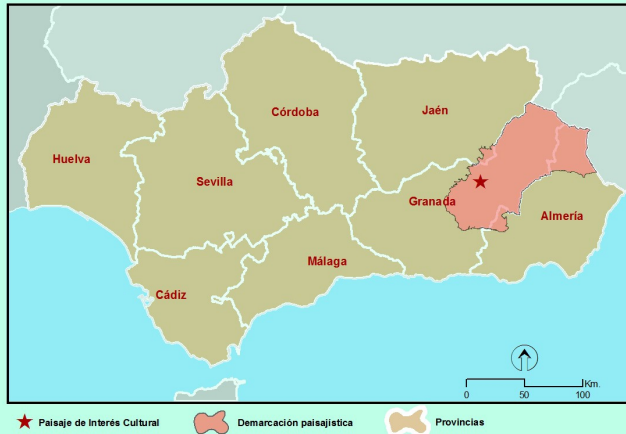 Córdoba
Jaén
Huelva
Sevilla
Granada
Almería
Málaga
Cádiz
0 50 100 Km.
Paisaje de Interés Cultural
Demarcación paisajística
Provincias